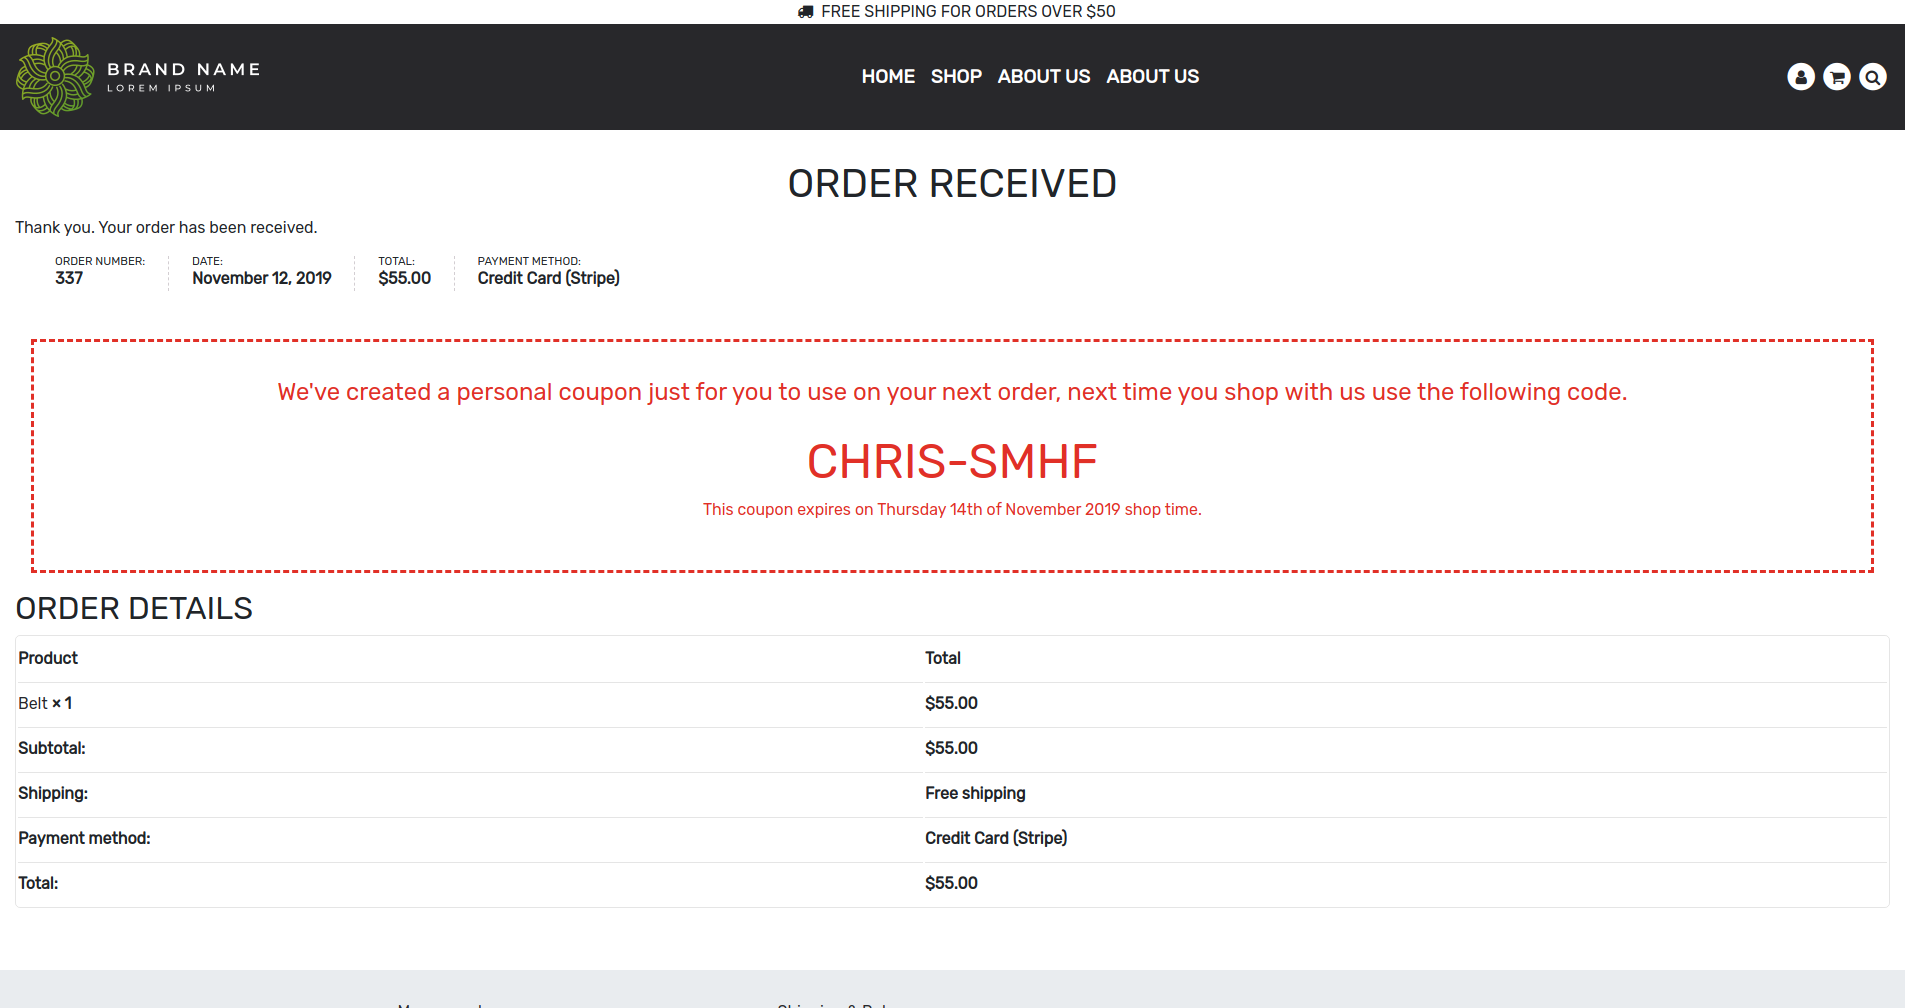 FREE SHIPPING FOR ORDERS OVER $50
BRAND NAME
LOREM IPSUM
HOME SHOP ABOUT US ABOUT US
ORDER RECEIVED
Thank you. Your order has been received.
ORDER NUMBER: DATE: TOTAL: PAYMENT METHOD:
337 November 12, 2019 $55.00 Credit Card (Stripe)
We've created a personal coupon just for you to use on your next order, next time you shop with us use the following code.
CHRIS-SMHF
This coupon expires on Thursday 14th of November 2019 shop time.
ORDER DETAILS
Product Total
Belt × 1 $55.00
Subtotal: $55.00
Shipping: Free shipping
Payment method: Credit Card (Stripe)
Total: $55.00